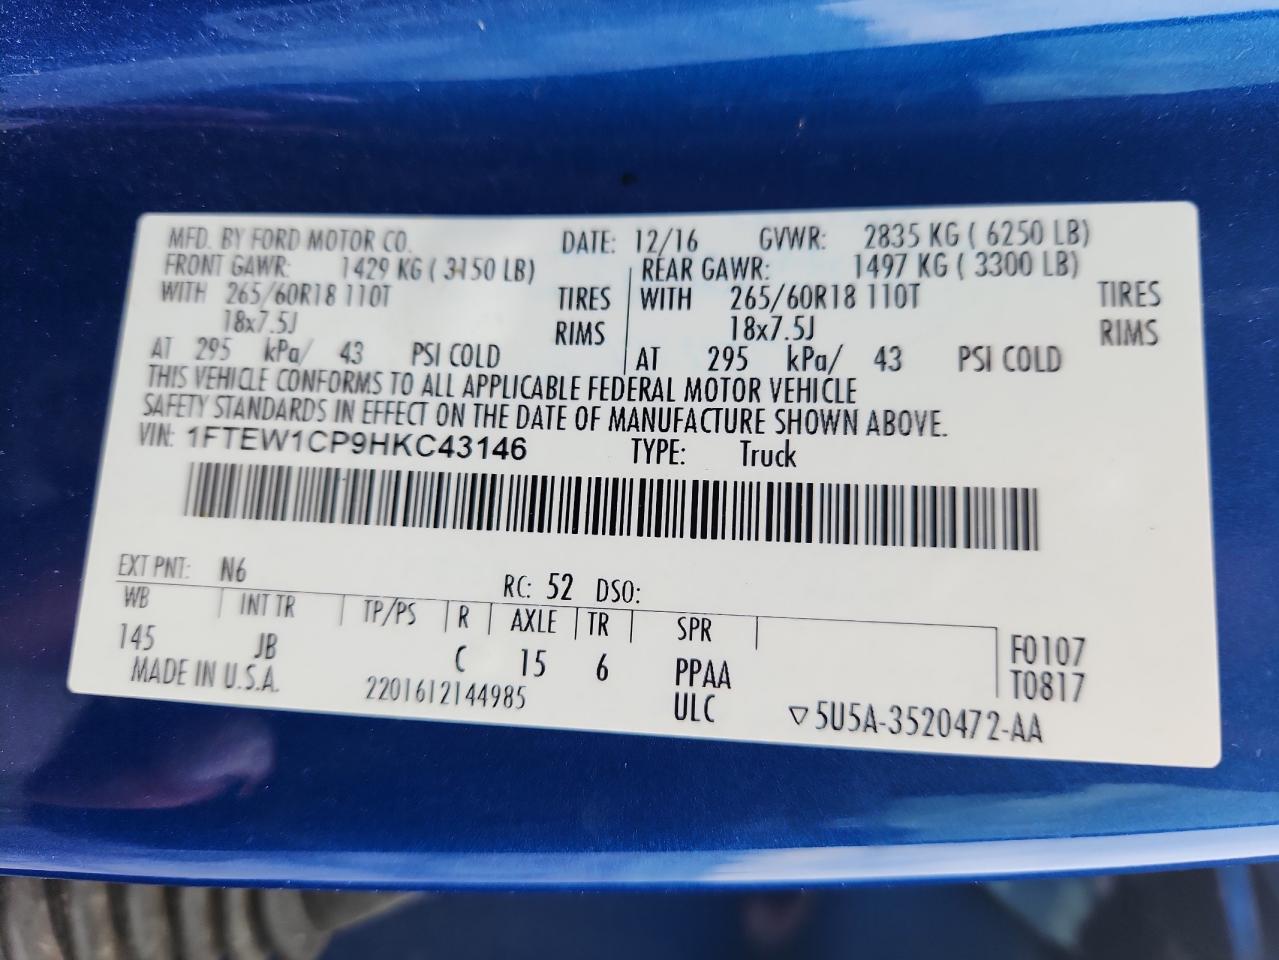 MFD. BY FORD MOTOR CO. DATE: 12/16 GVWR: 2835 KG ( 6250 LB)
FRONT GAWR: 1429 KG ( 3150 LB) REAR GAWR: 1497 KG ( 3300 LB)
WITH 265/60R18 110T TIRES WITH 265/60R18 110T TIRES
18x7.5J RIMS 18x7.5J RIMS
AT 295 kPa/ 43 PSI COLD AT 295 kPa/ 43 PSI COLD
THIS VEHICLE CONFORMS TO ALL APPLICABLE FEDERAL MOTOR VEHICLE
SAFETY STANDARDS IN EFFECT ON THE DATE OF MANUFACTURE SHOWN ABOVE.
VIN: 1FTEW1CP9HKC43146 TYPE: Truck
EXT PNT: N6 RC: 52 DSO:
WB INT TR TP/PS R AXLE TR SPR
145 JB C 15 6 PPAA F0107
MADE IN U.S.A. 2201612144985 ULC T0817
▽5U5A-3520472-AA